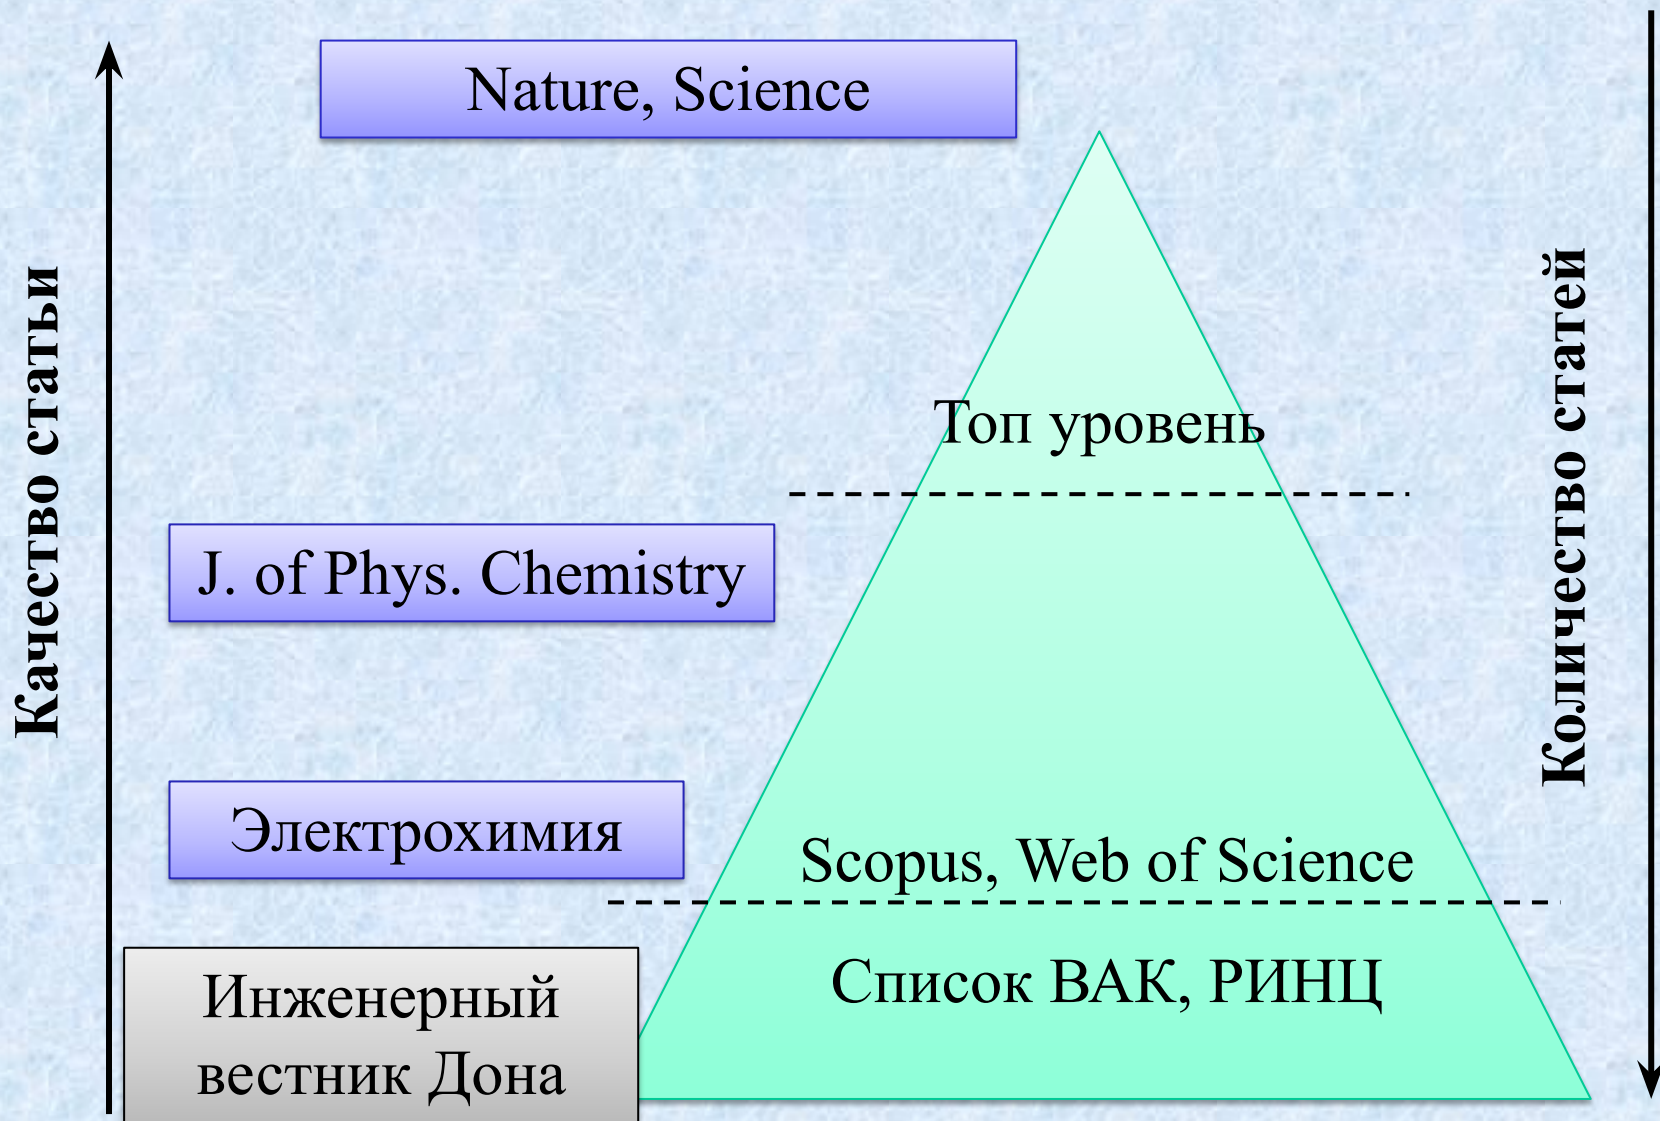 Nature, Science
Качество статьи
Количество статей
Топ уровень
J. of Phys. Chemistry
Электрохимия
Scopus, Web of Science
Список ВАК, РИНЦ
Инженерный
вестник Дона